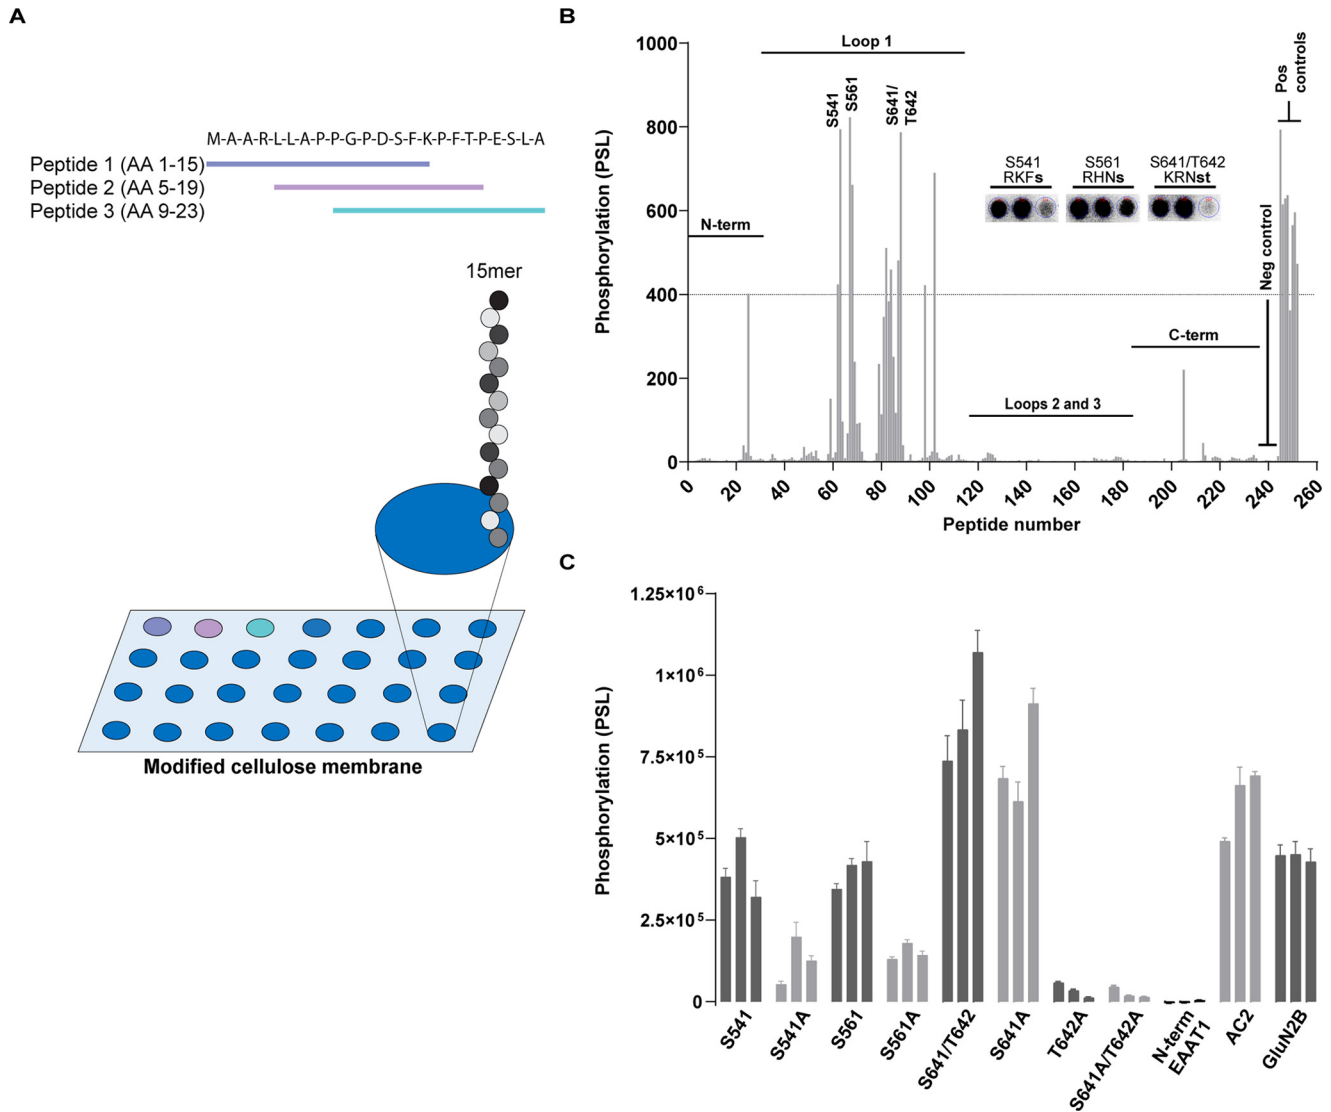 A
M-A-A-R-L-L-A-P-P-G-P-D-S-F-K-P-F-T-P-E-S-L-A
Peptide 1 (AA 1-15)
Peptide 2 (AA 5-19)
Peptide 3 (AA 9-23)
15mer
Modified cellulose membrane
B
Phosphorylation (PSL)
1000
800
600
400
200
0
Loop 1
S541
S561
S641/
T642
Pos
controls
S541
RKFs
S561
RHNs
S641/T642
KRNst
N-term
Neg control
C-term
Loops 2 and 3
0
20
40
60
80
100
120
140
160
180
200
220
240
260
Peptide number
C
Phosphorylation (PSL)
1.25×10⁶
1×10⁶
7.5×10⁵
5×10⁵
2.5×10⁵
0
S541
S541A
S561
S561A
S641/T642
S641A
T642A
S641A/T642A
N-term
EAAT1
AC2
GluN2B